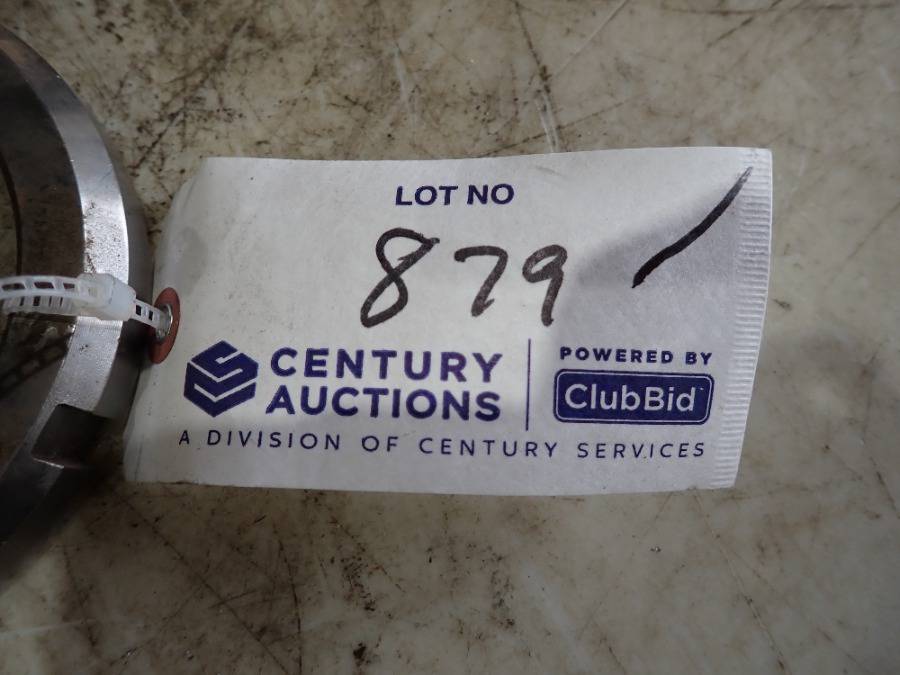 LOT NO
879
CENTURY
AUCTIONS
POWERED BY
ClubBid
A DIVISION OF CENTURY SERVICES